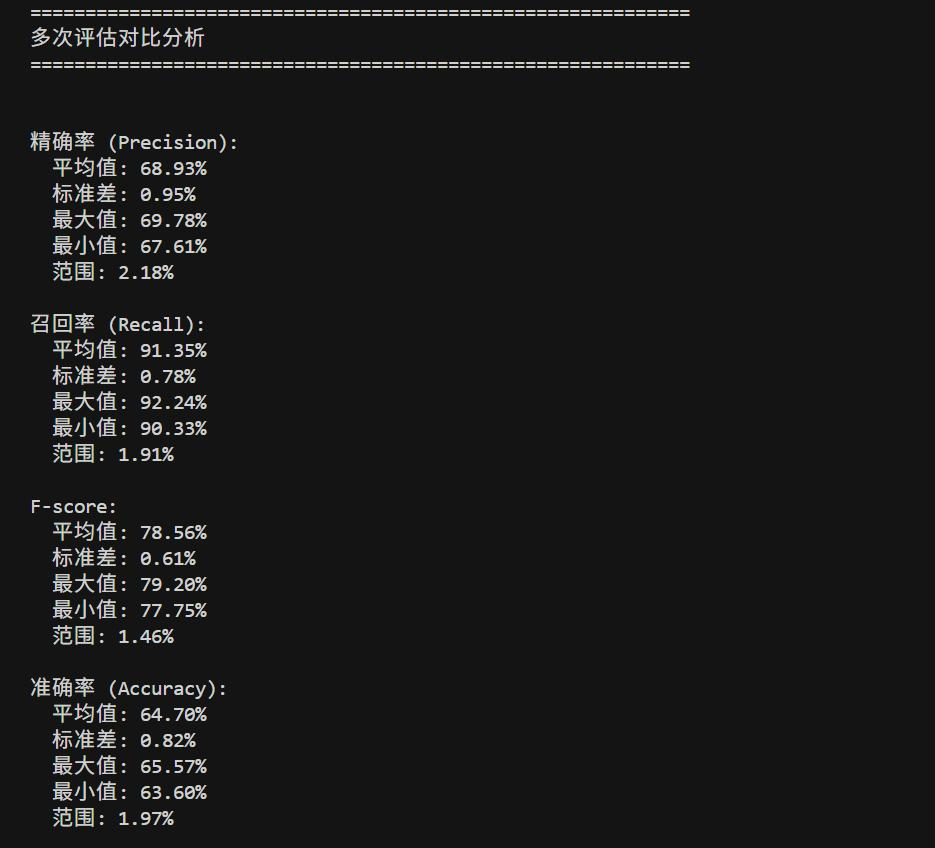 ============================================================
多次评估对比分析
============================================================
精确率 (Precision):
平均值: 68.93%
标准差: 0.95%
最大值: 69.78%
最小值: 67.61%
范围: 2.18%
召回率 (Recall):
平均值: 91.35%
标准差: 0.78%
最大值: 92.24%
最小值: 90.33%
范围: 1.91%
F-score:
平均值: 78.56%
标准差: 0.61%
最大值: 79.20%
最小值: 77.75%
范围: 1.46%
准确率 (Accuracy):
平均值: 64.70%
标准差: 0.82%
最大值: 65.57%
最小值: 63.60%
范围: 1.97%